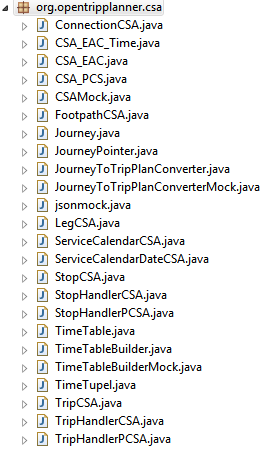 org.opentripplanner.csa
ConnectionCSA.java
CSA_EAC_Time.java
CSA_EAC.java
CSA_PCS.java
CSAMock.java
FootpathCSA.java
Journey.java
JourneyPointer.java
JourneyToTripPlanConverter.java
JourneyToTripPlanConverterMock.java
jsonmock.java
LegCSA.java
ServiceCalendarCSA.java
ServiceCalendarDateCSA.java
StopCSA.java
StopHandlerCSA.java
StopHandlerPCSA.java
TimeTable.java
TimeTableBuilder.java
TimeTableBuilderMock.java
TimeTupel.java
TripCSA.java
TripHandlerCSA.java
TripHandlerPCSA.java